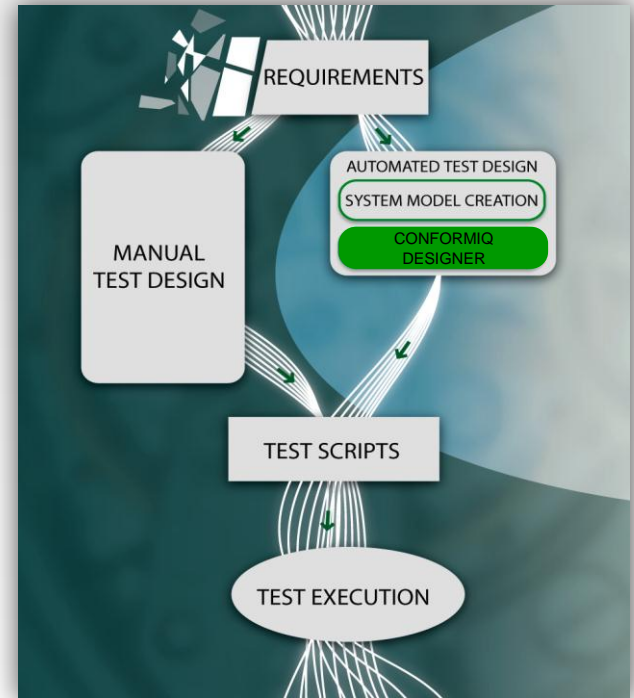 REQUIREMENTS
MANUAL
TEST DESIGN
AUTOMATED TEST DESIGN
SYSTEM MODEL CREATION
CONFORMIQ
DESIGNER
TEST SCRIPTS
TEST EXECUTION